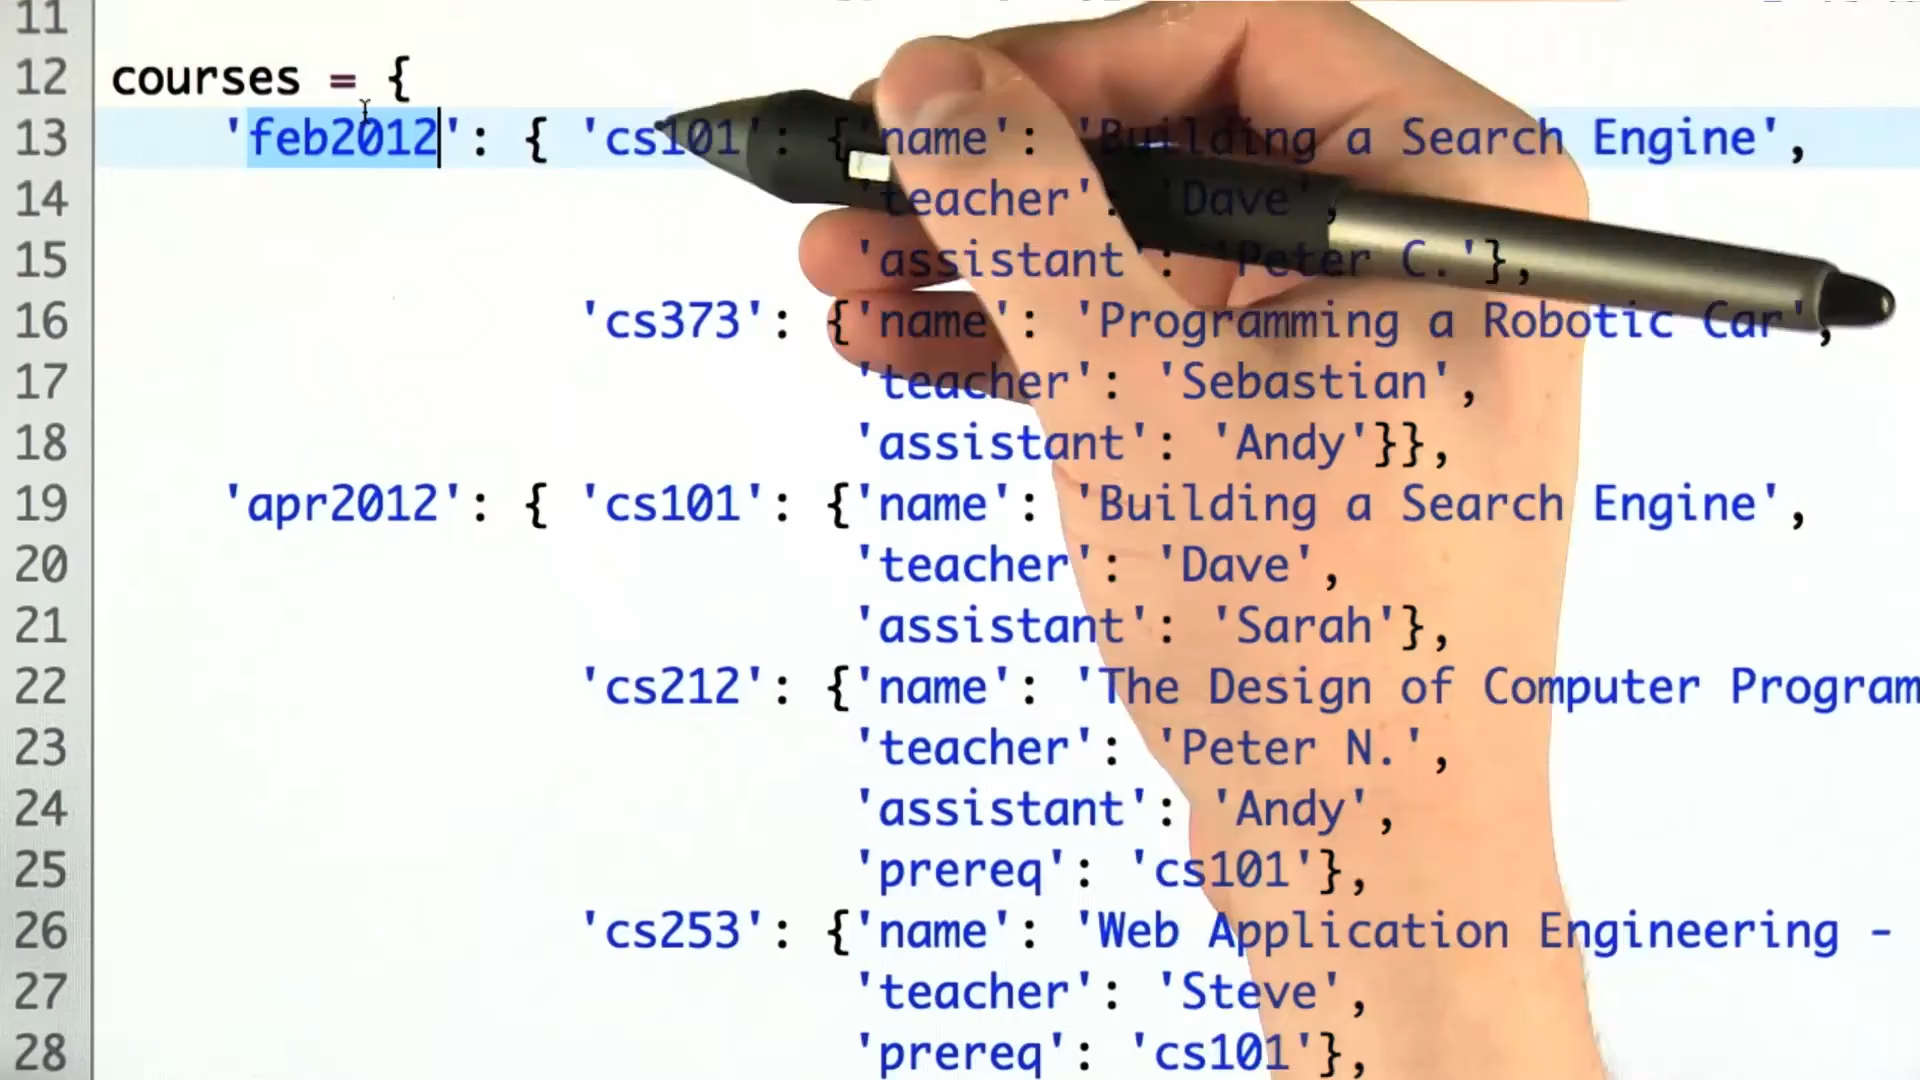 11
12 courses = {
13 'feb2012': { 'cs101': {'name': 'Building a Search Engine',
14 'teacher': 'Dave',
15 'assistant': 'Peter C.'},
16 'cs373': {'name': 'Programming a Robotic Car',
17 'teacher': 'Sebastian',
18 'assistant': 'Andy'}},
19 'apr2012': { 'cs101': {'name': 'Building a Search Engine',
20 'teacher': 'Dave',
21 'assistant': 'Sarah'},
22 'cs212': {'name': 'The Design of Computer Program
23 'teacher': 'Peter N.',
24 'assistant': 'Andy',
25 'prereq': 'cs101'},
26 'cs253': {'name': 'Web Application Engineering -
27 'teacher': 'Steve',
28 'prereq': 'cs101'},